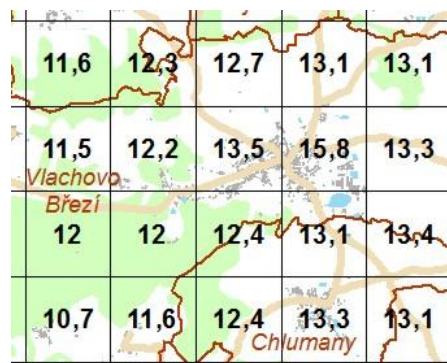 11,6 12,3 12,7 13,1 13,1
11,5 12,2 13,5 15,8 13,3
Vlachovo
Březí
12 12 12,4 13,1 13,4
10,7 11,6 12,4 13,3 13,1
Chlumany